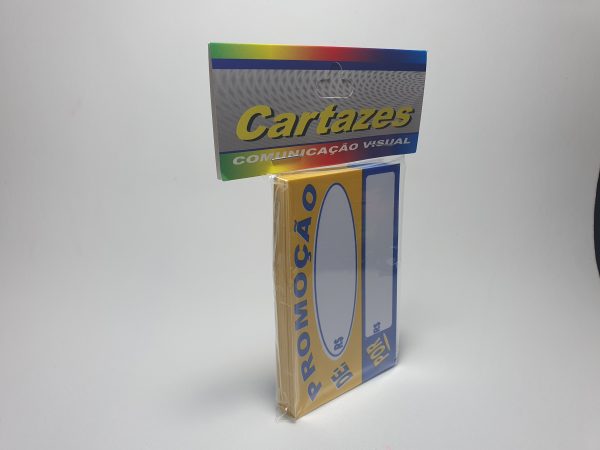 Cartazes
COMUNICAÇÃO VISUAL
PROMOÇÃO
DE R$
POR R$